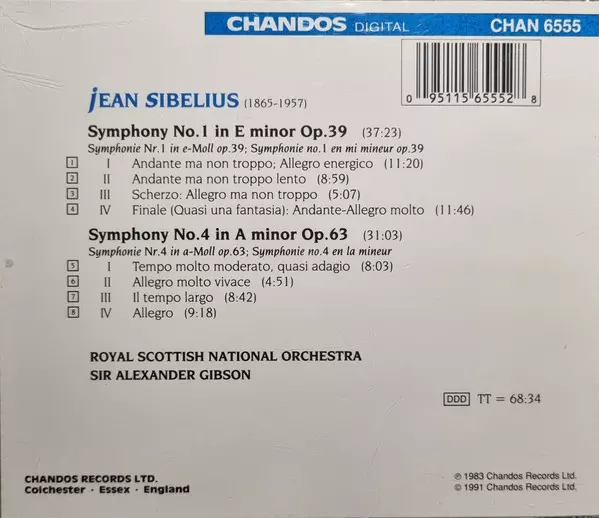 CHANDOS DIGITAL CHAN 6555
0 95115 65552 8
jEAN SIBELIUS (1865-1957)
Symphony No.1 in E minor Op.39 (37:23)
Symphonie Nr.1 in e-Moll op.39; Symphonie no.1 en mi mineur op.39
1 I Andante ma non troppo; Allegro energico (11:20)
2 II Andante ma non troppo lento (8:59)
3 III Scherzo: Allegro ma non troppo (5:07)
4 IV Finale (Quasi una fantasia): Andante-Allegro molto (11:46)
Symphony No.4 in A minor Op.63 (31:03)
Symphonie Nr.4 in a-Moll op.63; Symphonie no.4 en la mineur
5 I Tempo molto moderato, quasi adagio (8:03)
6 II Allegro molto vivace (4:51)
7 III Il tempo largo (8:42)
8 IV Allegro (9:18)
ROYAL SCOTTISH NATIONAL ORCHESTRA
SIR ALEXANDER GIBSON
DDD TT = 68:34
CHANDOS RECORDS LTD.
Colchester · Essex · England
℗ 1983 Chandos Records Ltd.
© 1991 Chandos Records Ltd.